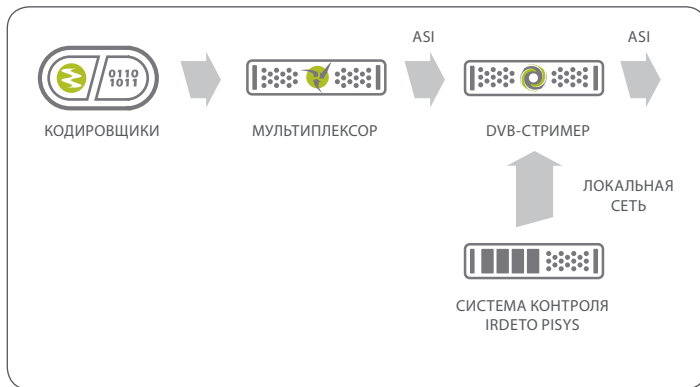 ASI
ASI
0110
1011
КОДИРОВЩИКИ
МУЛЬТИПЛЕКСОР
DVB-СТРИМЕР
ЛОКАЛЬНАЯ
СЕТЬ
СИСТЕМА КОНТРОЛЯ
IRDETO PISYS